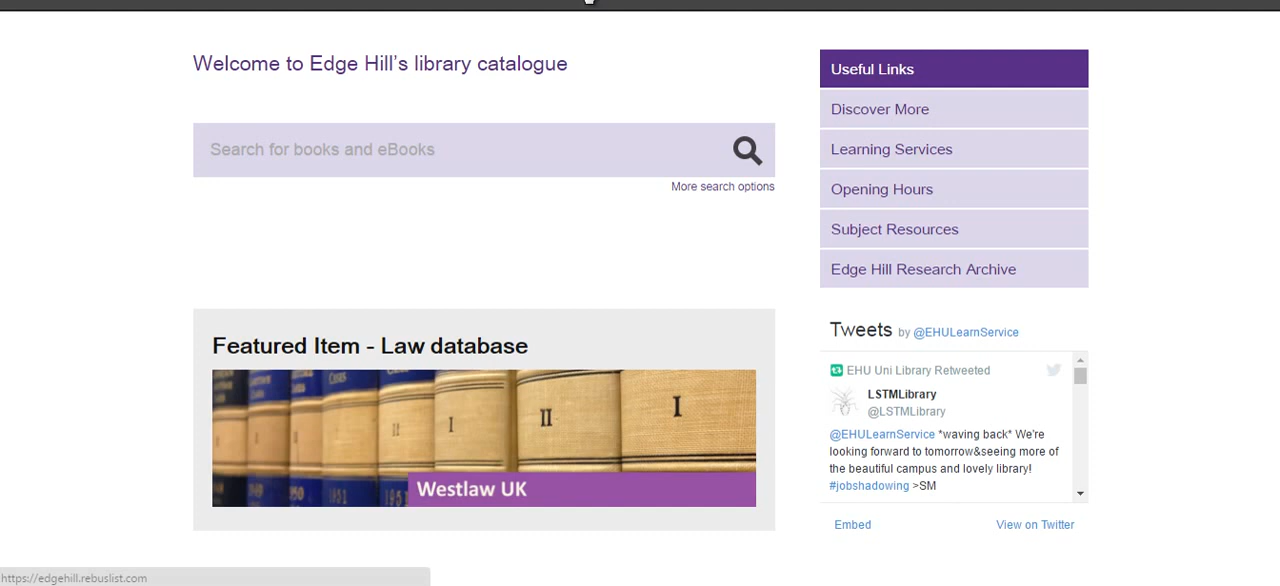 Welcome to Edge Hill's library catalogue
Search for books and eBooks
More search options
Featured Item - Law database
I
II
I
II
I
1951
Westlaw UK
Useful Links
Discover More
Learning Services
Opening Hours
Subject Resources
Edge Hill Research Archive
Tweets by @EHULearnService
EHU Uni Library Retweeted
LSTMLibrary
@LSTMLibrary
@EHULearnService *waving back* We're
looking forward to tomorrow&seeing more of
the beautiful campus and lovely library!
#jobshadowing >SM
Embed
View on Twitter
https://edgehill.rebuslist.com